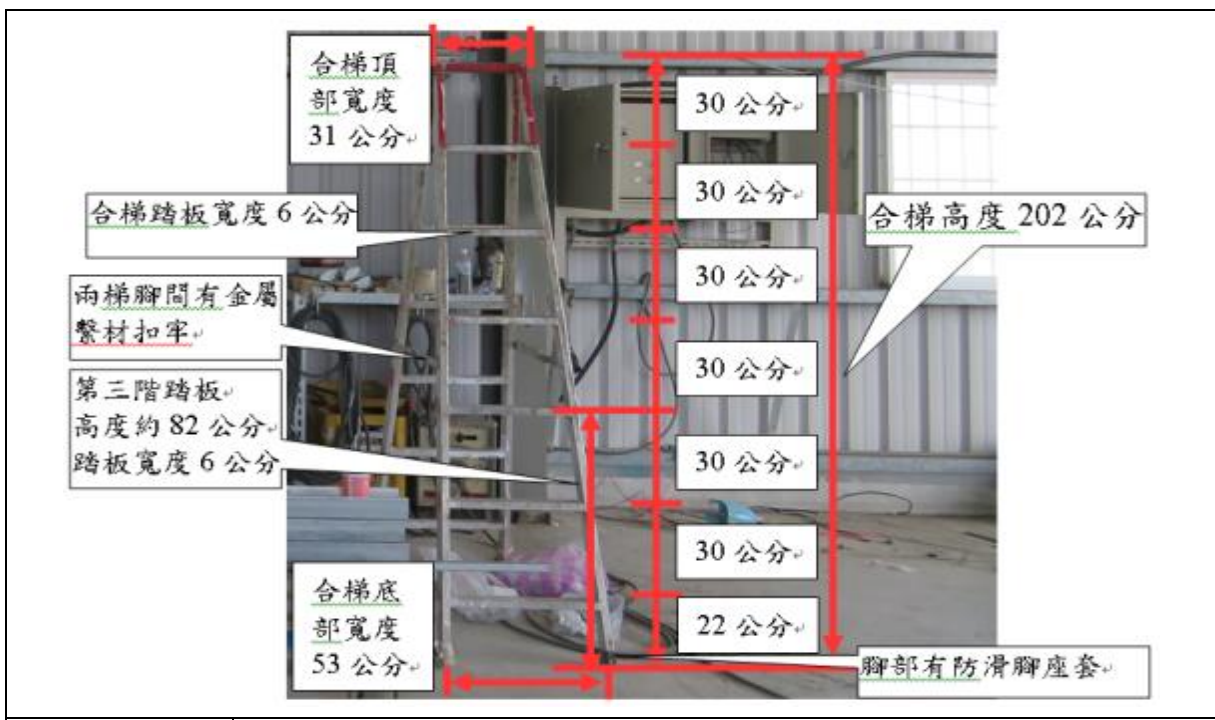 合梯頂
部寬度
31 公分
合梯踏板寬度 6 公分
兩梯腳間有金屬
繫材扣牢
第三階踏板
高度約 82 公分
踏板寬度 6 公分
合梯底
部寬度
53 公分
30 公分
30 公分
30 公分
30 公分
30 公分
30 公分
22 公分
合梯高度 202 公分
腳部有防滑腳座套